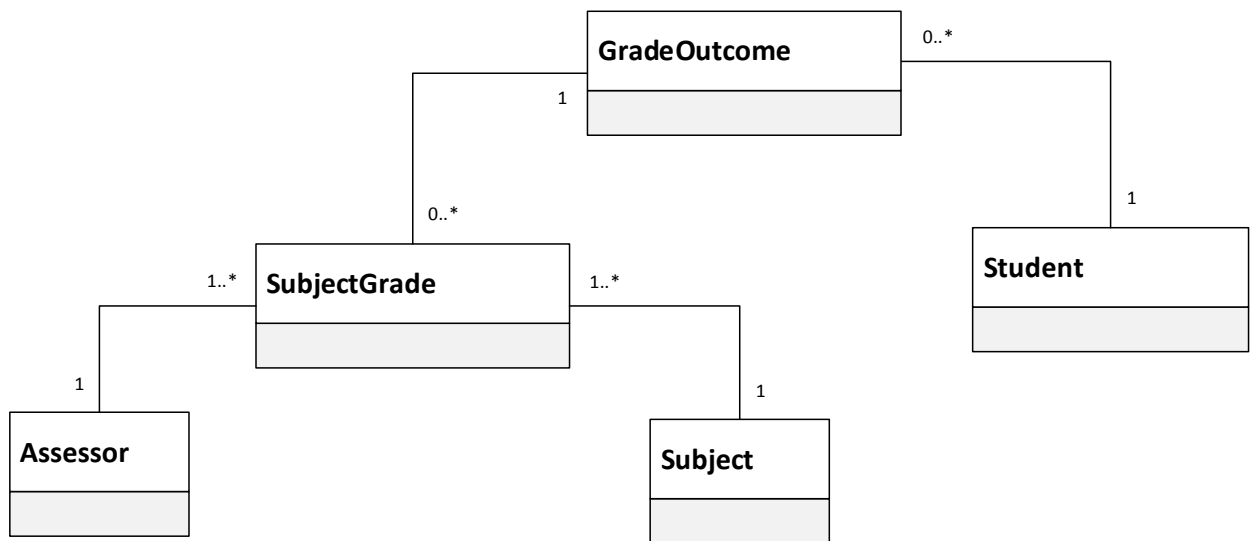 GradeOutcome
0..*
1
1
0..*
Student
SubjectGrade
1..*
1..*
1
1
Assessor
Subject